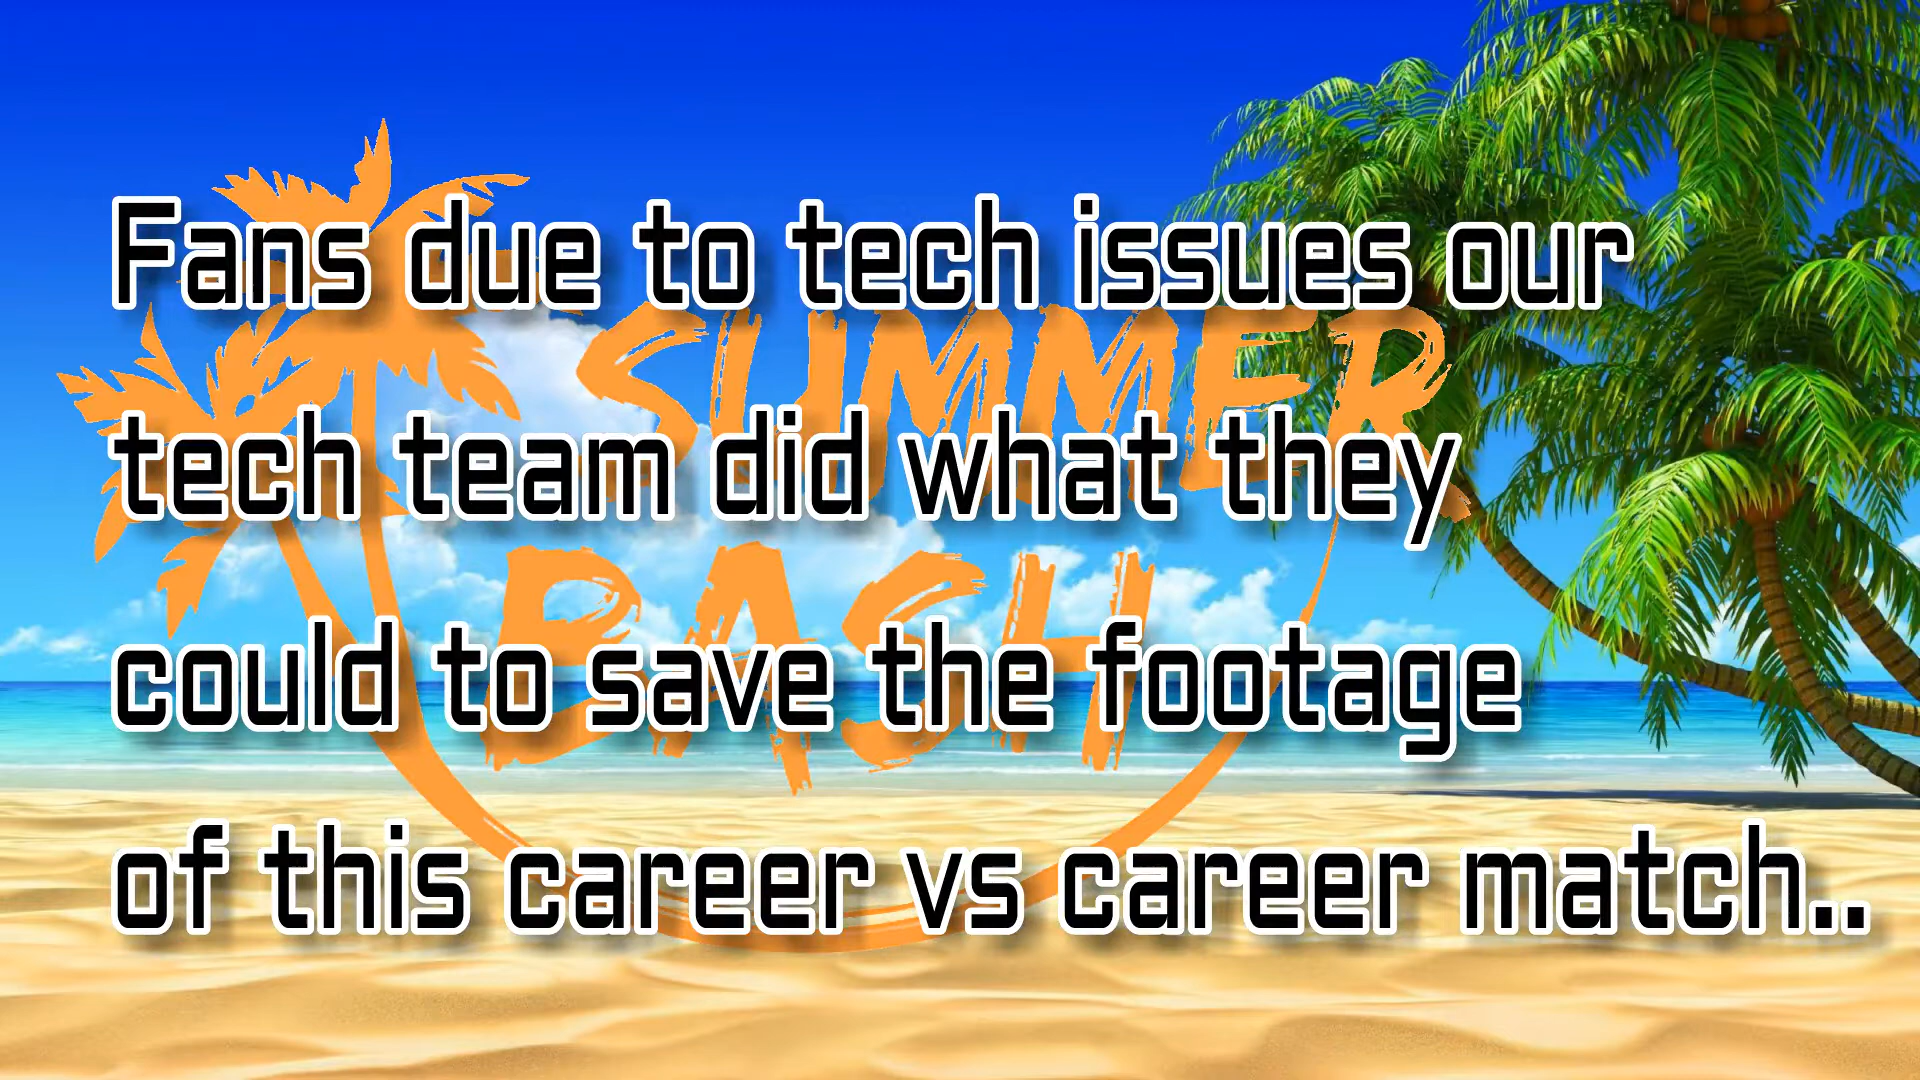 Fans due to tech issues our
SUMMER
tech team did what they
BASH
could to save the footage
of this career vs career match..